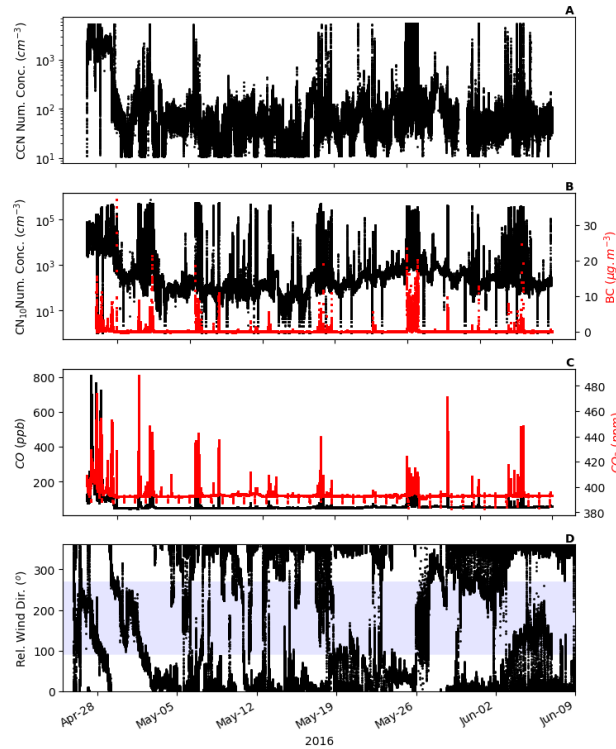 A
CCN Num. Conc. (cm⁻³)
10³
10²
10¹
B
CN₁₀Num. Conc. (cm⁻³)
10⁵
10³
10¹
30
20
10
0
BC (μg.m⁻³)
C
CO (ppb)
800
600
400
200
480
460
440
420
400
380
CO₂ (ppm)
D
Rel. Wind Dir. (°)
300
200
100
0
Apr-28
May-05
May-12
May-19
May-26
Jun-02
Jun-09
2016